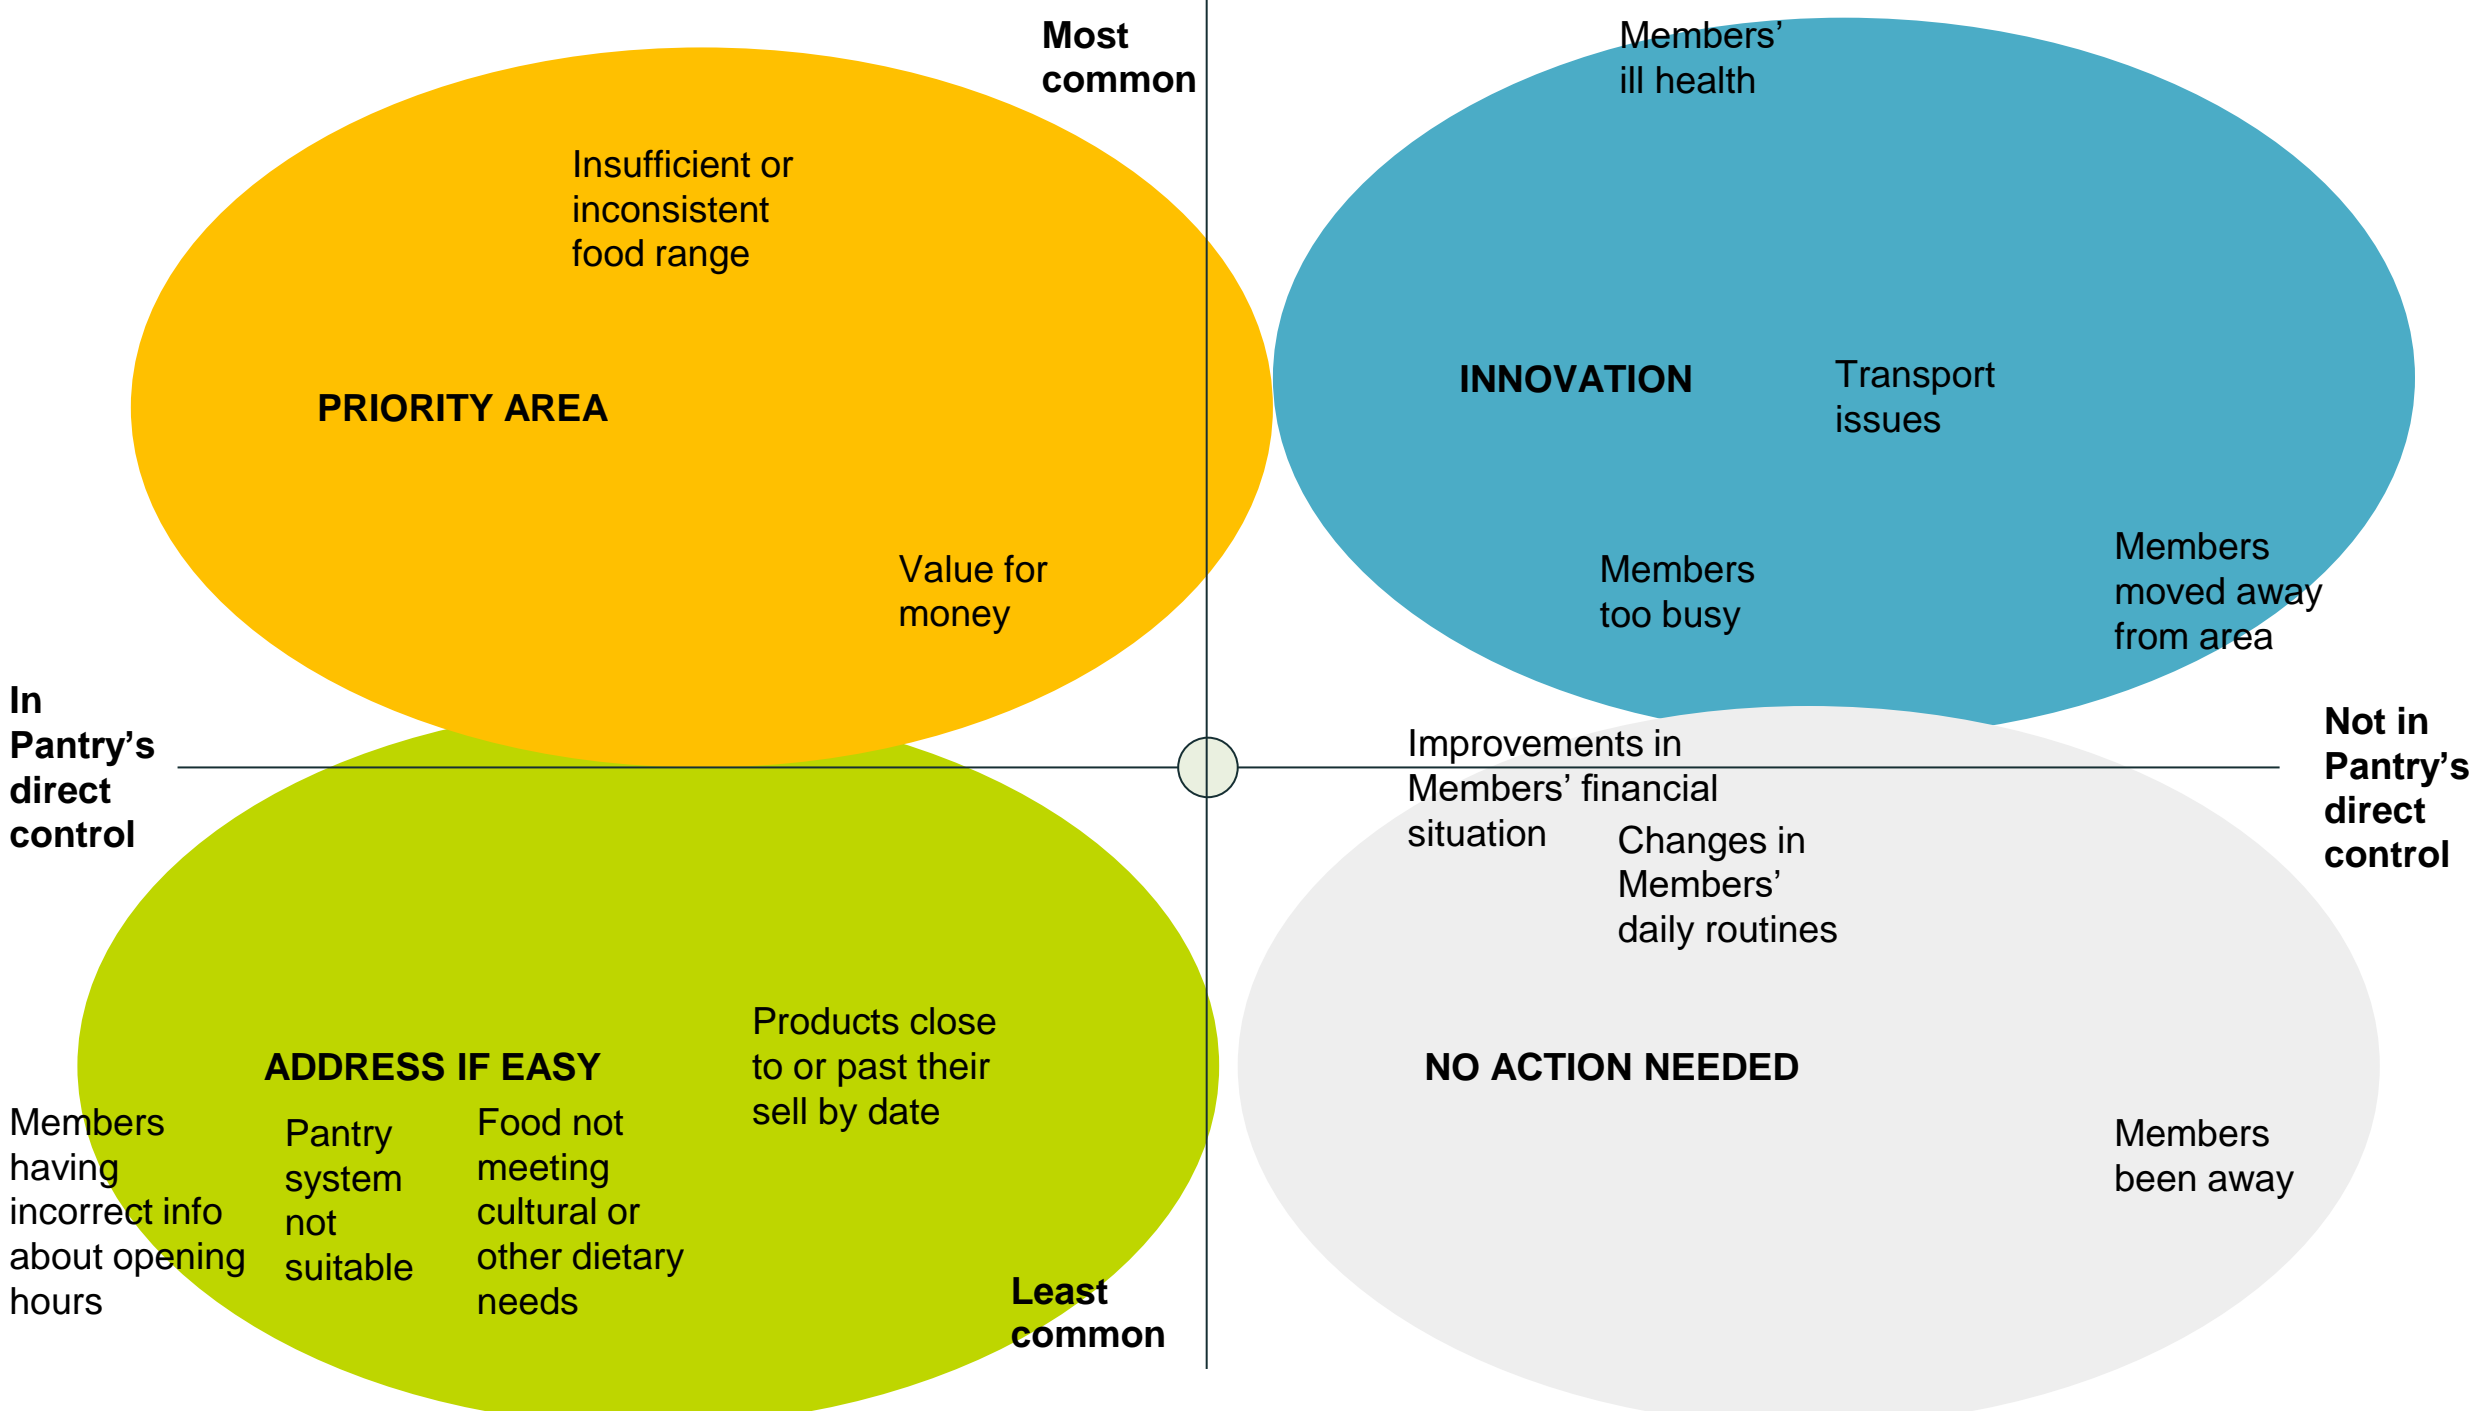 Most
common
Members’
ill health
Insufficient or
inconsistent
food range
PRIORITY AREA
INNOVATION
Transport
issues
Value for
money
Members
too busy
Members
moved away
from area
In
Pantry’s
direct
control
Not in
Pantry’s
direct
control
Improvements in
Members’ financial
situation
Changes in
Members’
daily routines
ADDRESS IF EASY
Products close
to or past their
sell by date
NO ACTION NEEDED
Members
having
incorrect info
about opening
hours
Pantry
system
not
suitable
Food not
meeting
cultural or
other dietary
needs
Members
been away
Least
common